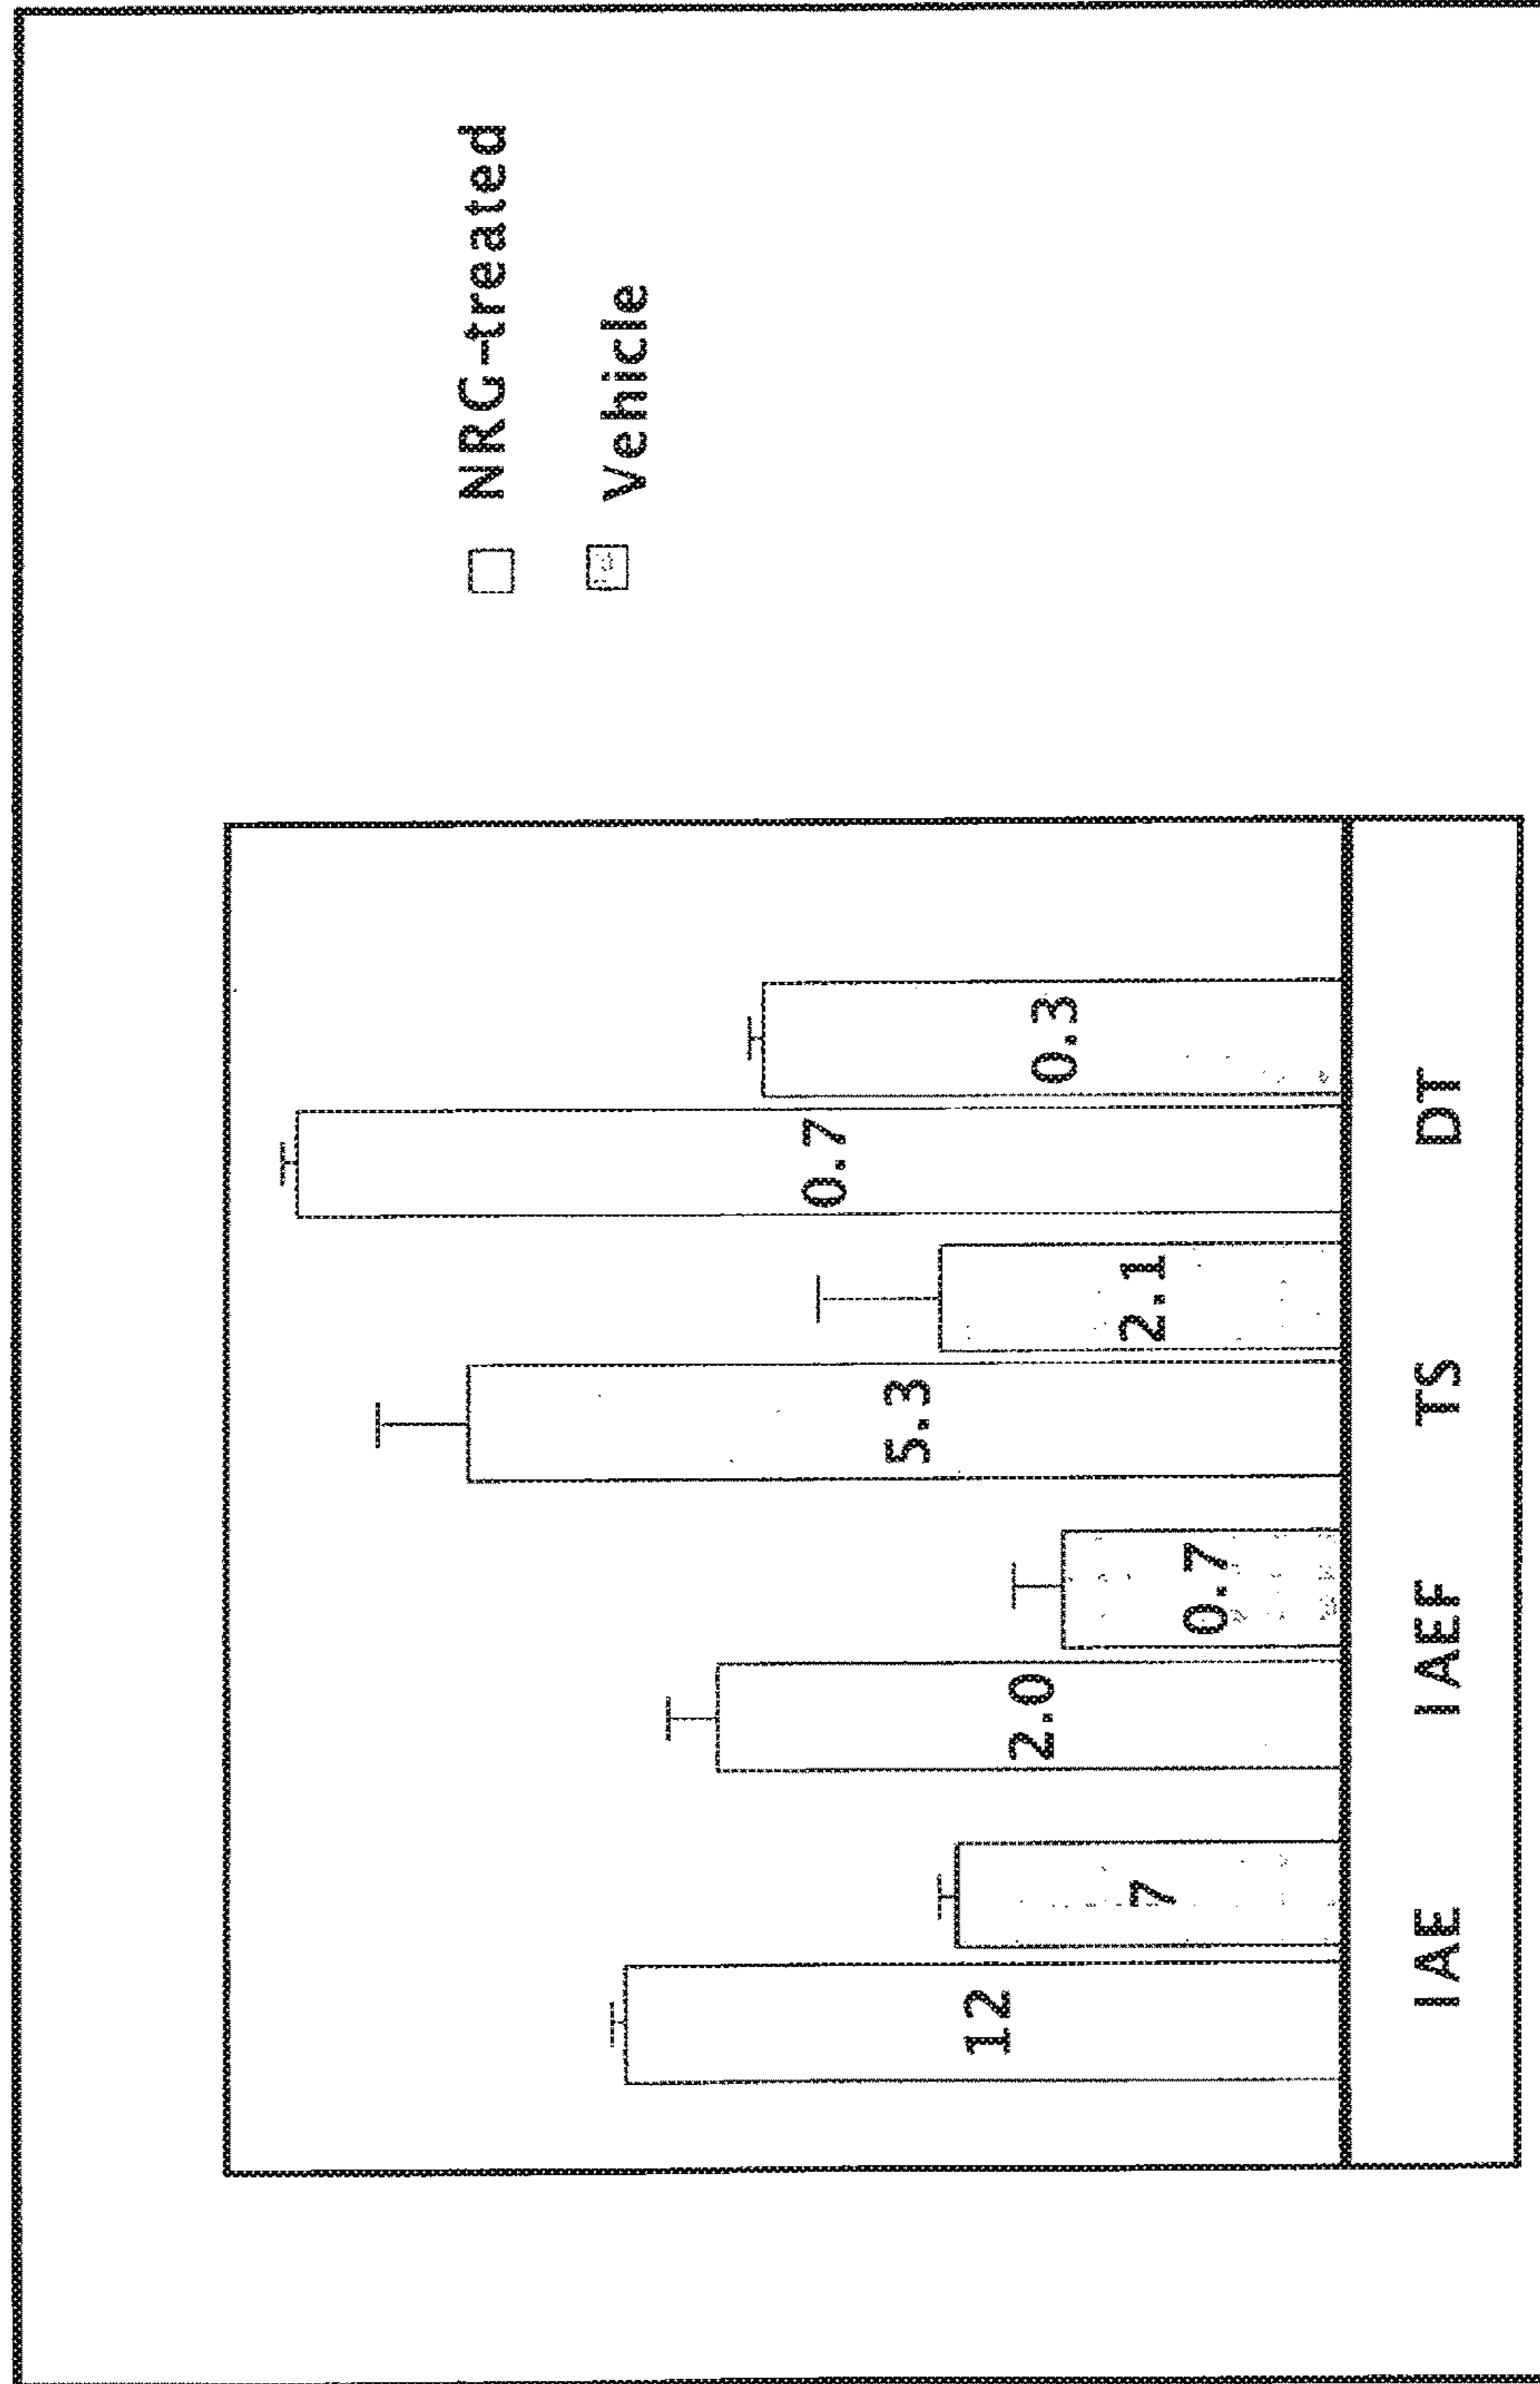 12
7
2.0
0.7
5.3
2.1
0.7
0.3
IAE
IAEF
TS
DT
NRG-treated
Vehicle